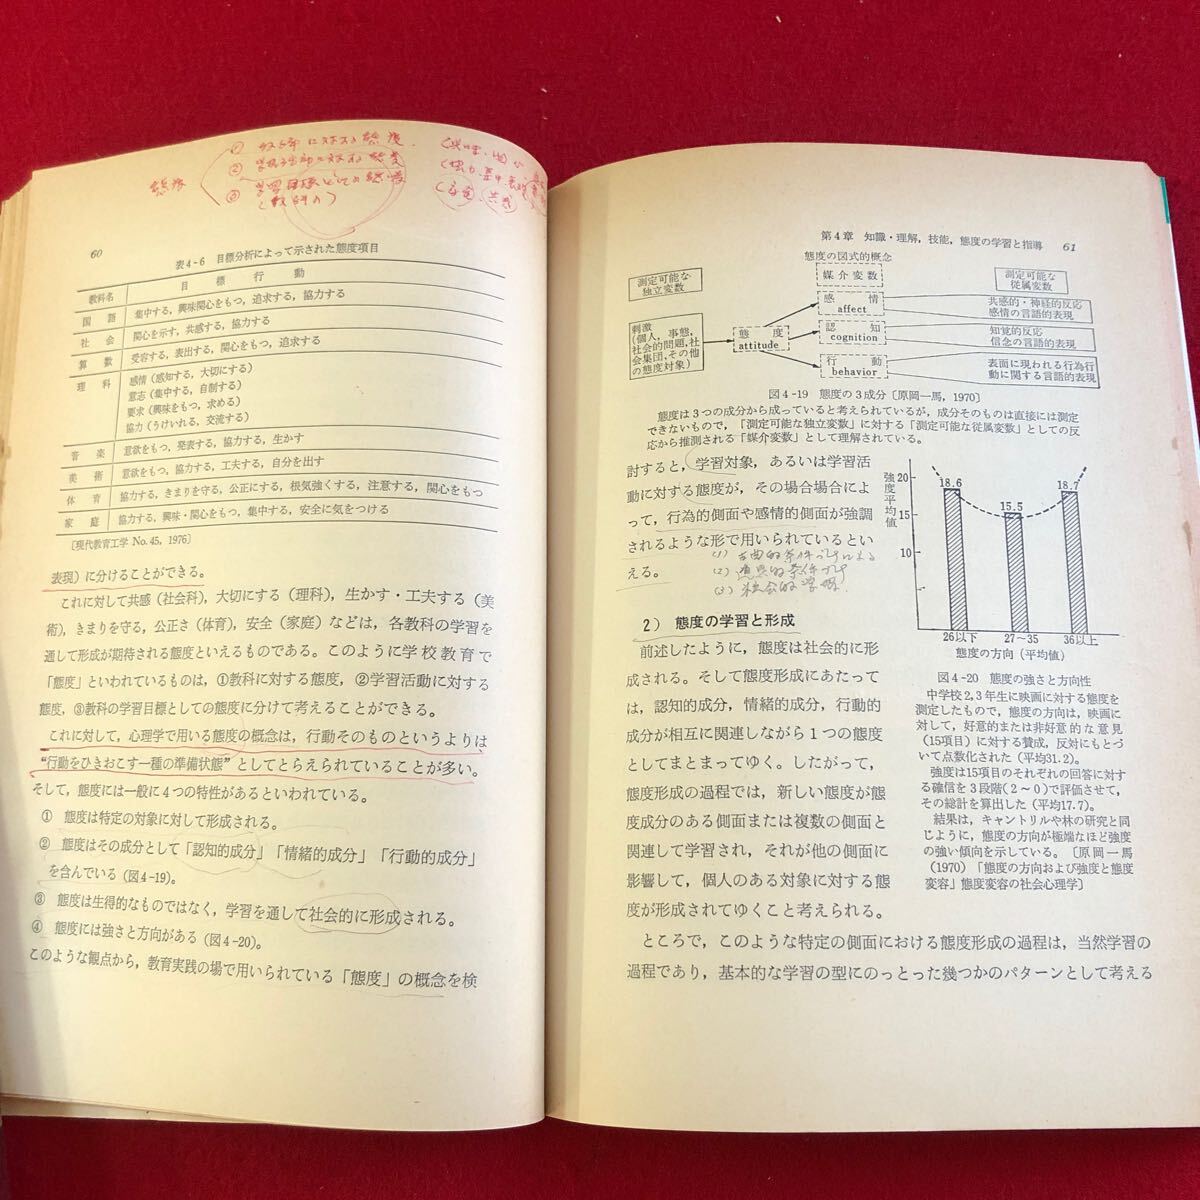 ① 教科に対する態度
② 学習活動に対する態度
③ 学習目標としての態度
態度
60
表4-6 目標分析によって示された態度項目
教科名 目標行動
国語 集中する，興味関心をもつ，追求する，協力する
社会 関心を示す，共感する，協力する
算数 受容する，表出する，関心をもつ，追求する
理科 感情（感知する，大切にする）
意志（集中する，自制する）
要求（興味をもつ，求める）
協力（うけいれる，交流する）
音楽 意欲をもつ，発表する，協力する，生かす
美術 意欲をもつ，協力する，工夫する，自分を出す
体育 協力する，きまりを守る，公正にする，根気強くする，注意する，関心をもつ
家庭 協力する，興味・関心をもつ，集中する，安全に気をつける
〔現代教育工学 No.45, 1976〕
表現）に分けることができる。
これに対して共感（社会科），大切にする（理科），生かす・工夫する（美
術），きまりを守る，公正さ（体育），安全（家庭）などは，各教科の学習を
通して形成が期待される態度といえるものである。このように学校教育で
「態度」といわれているものは，①教科に対する態度，②学習活動に対する
態度，③教科の学習目標としての態度に分けて考えることができる。
これに対して，心理学で用いる態度の概念は，行動そのものというよりは
“行動をひきおこす一種の準備状態”としてとらえられていることが多い。
そして，態度には一般に4つの特性があるといわれている。
① 態度は特定の対象に対して形成される。
② 態度はその成分として「認知的成分」「情緒的成分」「行動的成分」
を含んでいる（図4-19）。
③ 態度は生得的なものではなく，学習を通して社会的に形成される。
④ 態度には強さと方向がある（図4-20）。
このような観点から，教育実践の場で用いられている「態度」の概念を検
第4章 知識・理解，技能，態度の学習と指導 61
態度の図式的概念
測定可能な
独立変数
媒介変数
測定可能な
従属変数
刺激
（個人，事態，
社会的問題，社
会集団，その他
の態度対象）
態度
attitude
感情
affect
認知
cognition
行動
behavior
共感的・神経的反応
感情の言語的表現
知覚的反応
信念の言語的表現
表面に現われる行為行
動に関する言語的表現
図4-19 態度の3成分〔原岡一馬，1970〕
態度は3つの成分から成っていると考えられているが，成分そのものは直接には測定
できないもので，「測定可能な独立変数」に対する「測定可能な従属変数」としての反
応から推測される「媒介変数」として理解されている。
討すると，学習対象，あるいは学習活
動に対する態度が，その場合場合によ
って，行為的側面や感情的側面が強調
されるような形で用いられているとい
える。
(3) 社会的学習
2） 態度の学習と形成
前述したように，態度は社会的に形
成される。そして態度形成にあたって
は，認知的成分，情緒的成分，行動的
成分が相互に関連しながら1つの態度
としてまとまってゆく。したがって，
態度形成の過程では，新しい態度が態
度成分のある側面または複数の側面と
関連して学習され，それが他の側面に
影響して，個人のある対象に対する態
度が形成されてゆくこと考えられる。
強度平均値
20
15
10
18.6
15.5
18.7
26以下 27～35 36以上
態度の方向（平均値）
図4-20 態度の強さと方向性
中学校2,3年生に映画に対する態度を
測定したもので，態度の方向は，映画に
対して，好意的または非好意的な意見
（15項目）に対する賛成，反対にもとづ
いて点数化された（平均31.2）。
強度は15項目のそれぞれの回答に対す
る確信を3段階（2～0）で評価させて，
その総計を算出した（平均17.7）。
結果は，キャントリルや林の研究と同
じように，態度の方向が極端なほど強度
の強い傾向を示している。〔原岡一馬
（1970）「態度の方向および強度と態度
変容」態度変容の社会心理学〕
ところで，このような特定の側面における態度形成の過程は，当然学習の
過程であり，基本的な学習の型にのっとった幾つかのパターンとして考える